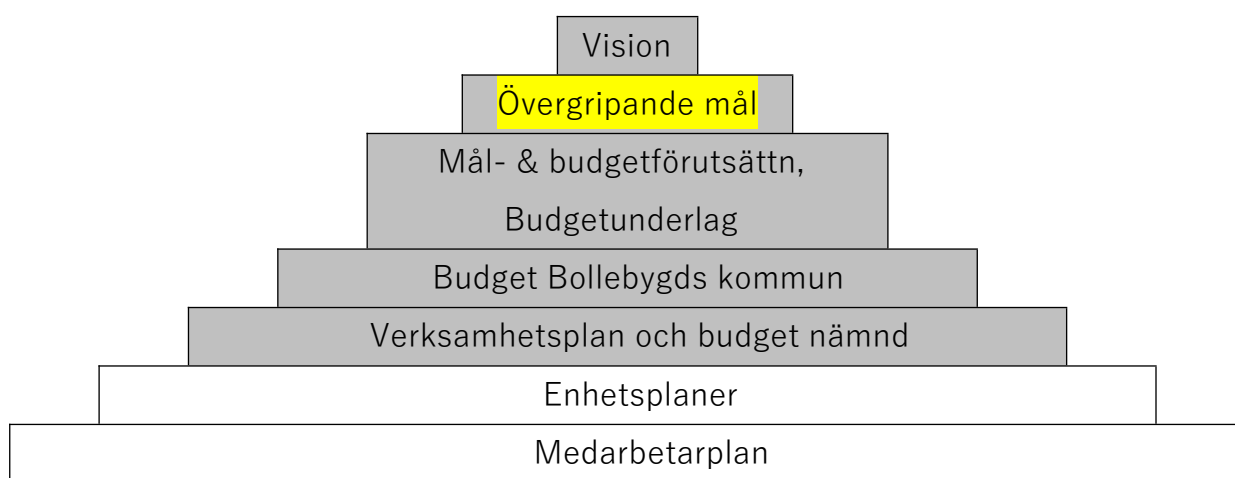 Vision
Övergripande mål
Mål- & budgetförutsättn,
Budgetunderlag
Budget Bollebygds kommun
Verksamhetsplan och budget nämnd
Enhetsplaner
Medarbetarplan